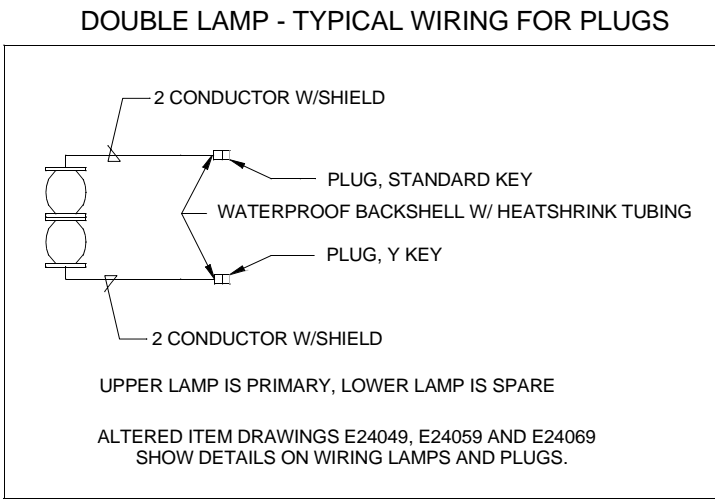 DOUBLE LAMP - TYPICAL WIRING FOR PLUGS
2 CONDUCTOR W/SHIELD
PLUG, STANDARD KEY
WATERPROOF BACKSHELL W/ HEATSHRINK TUBING
PLUG, Y KEY
2 CONDUCTOR W/SHIELD
UPPER LAMP IS PRIMARY, LOWER LAMP IS SPARE
ALTERED ITEM DRAWINGS E24049, E24059 AND E24069
SHOW DETAILS ON WIRING LAMPS AND PLUGS.